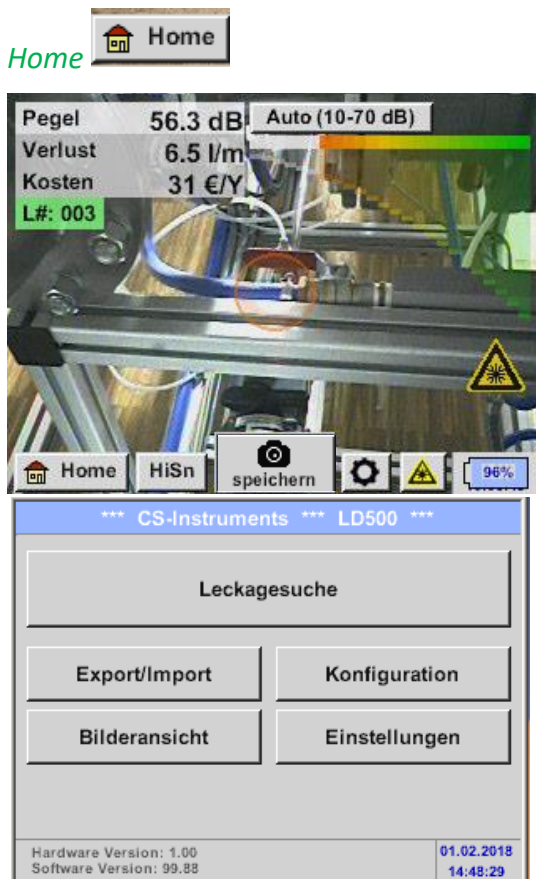 Home
Home
Pegel 56.3 dB
Auto (10-70 dB)
Verlust 6.5 l/m
Kosten 31 €/Y
L#: 003
Home
HiSn
speichern
96%
*** CS-Instruments *** LD500 ***
Leckagesuche
Export/Import
Konfiguration
Bilderansicht
Einstellungen
Hardware Version: 1.00
Software Version: 99.88
01.02.2018
14:48:29